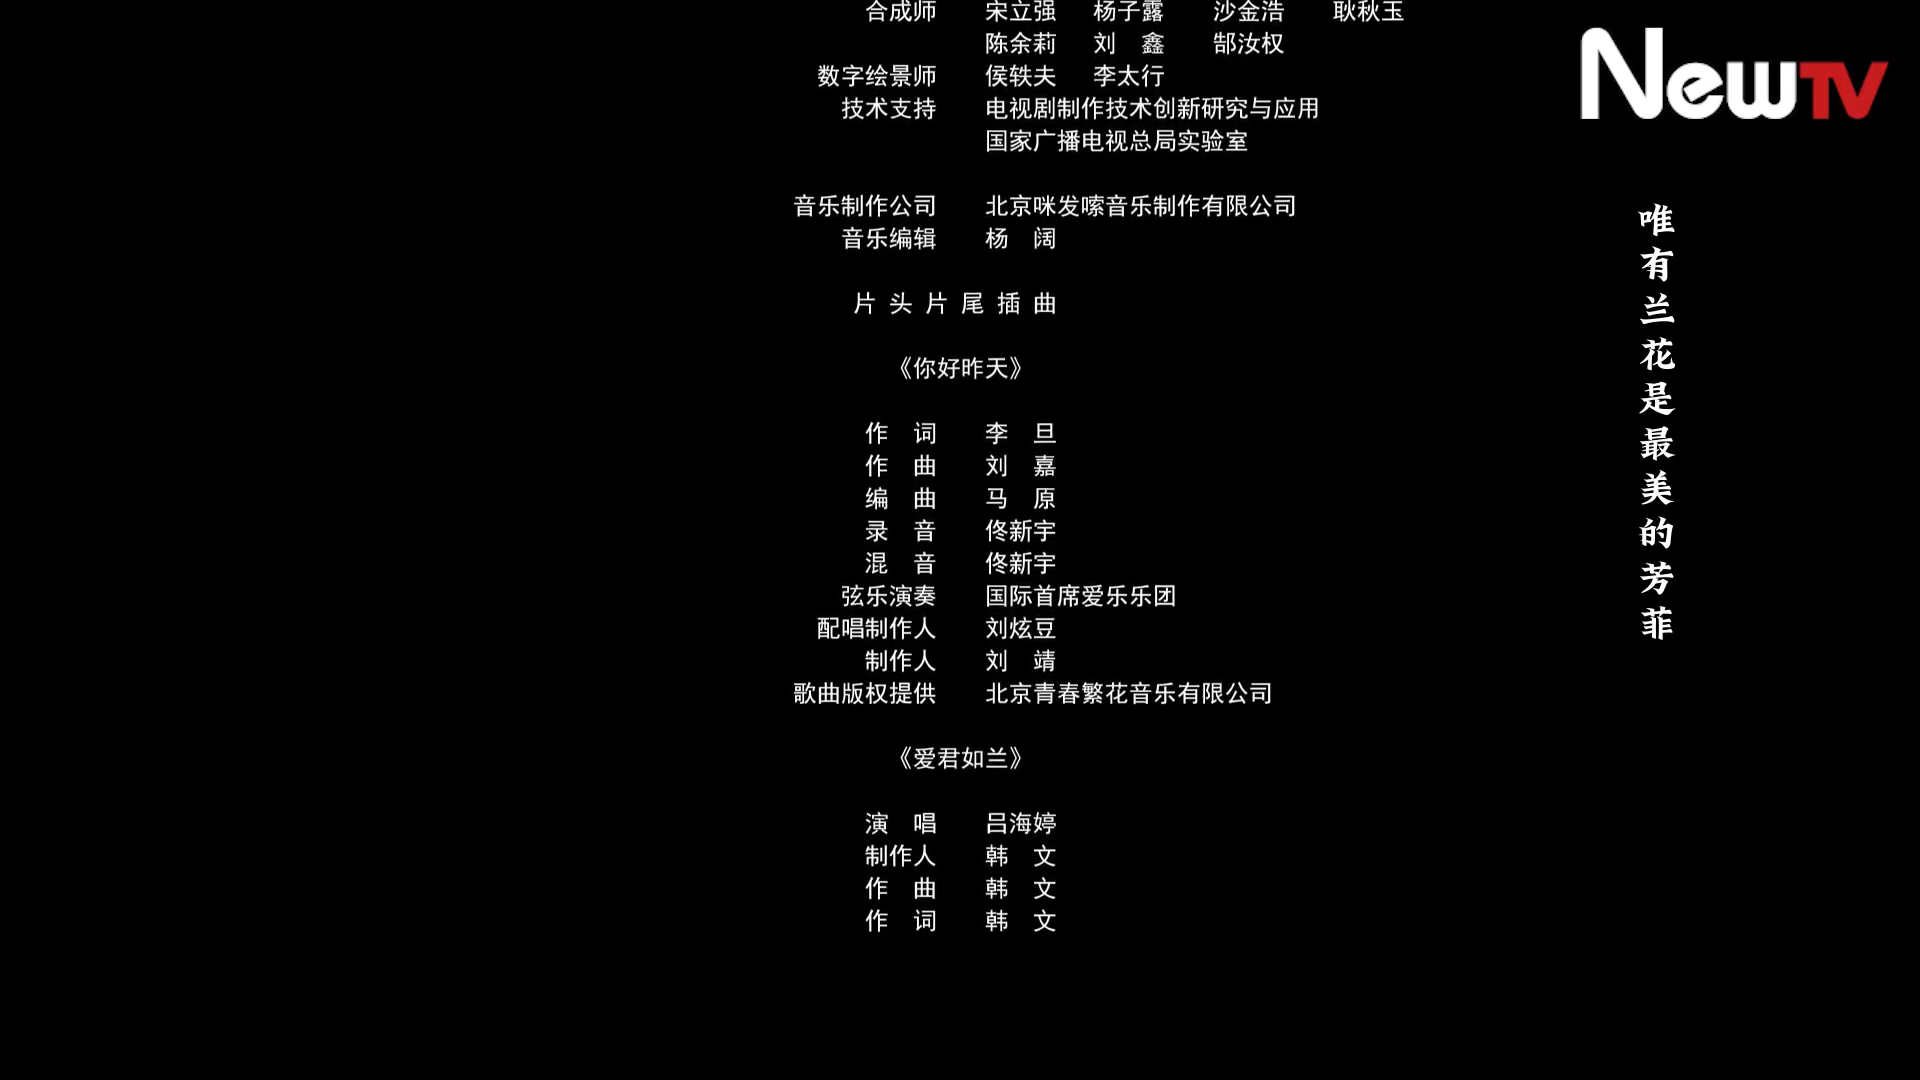 合成师 宋立强 杨子露 沙金浩 耿秋玉
陈余莉 刘 鑫 郜汝权
数字绘景师 侯轶夫 李太行
技术支持 电视剧制作技术创新研究与应用
国家广播电视总局实验室
音乐制作公司 北京咪发嗦音乐制作有限公司
音乐编辑 杨 阔
片头片尾插曲
《你好昨天》
作 词 李 旦
作 曲 刘 嘉
编 曲 马 原
录 音 佟新宇
混 音 佟新宇
弦乐演奏 国际首席爱乐乐团
配唱制作人 刘炫豆
制作人 刘 靖
歌曲版权提供 北京青春繁花音乐有限公司
《爱君如兰》
演 唱 吕海婷
制作人 韩 文
作 曲 韩 文
作 词 韩 文
NewTV
唯有兰花是最美的芳菲